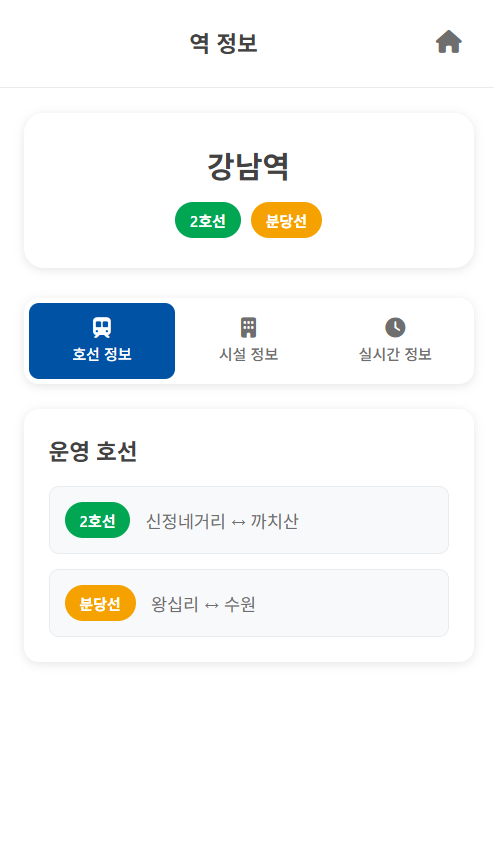 역 정보
강남역
2호선 분당선
호선 정보 시설 정보 실시간 정보
운영 호선
2호선 신정네거리 ↔ 까치산
분당선 왕십리 ↔ 수원